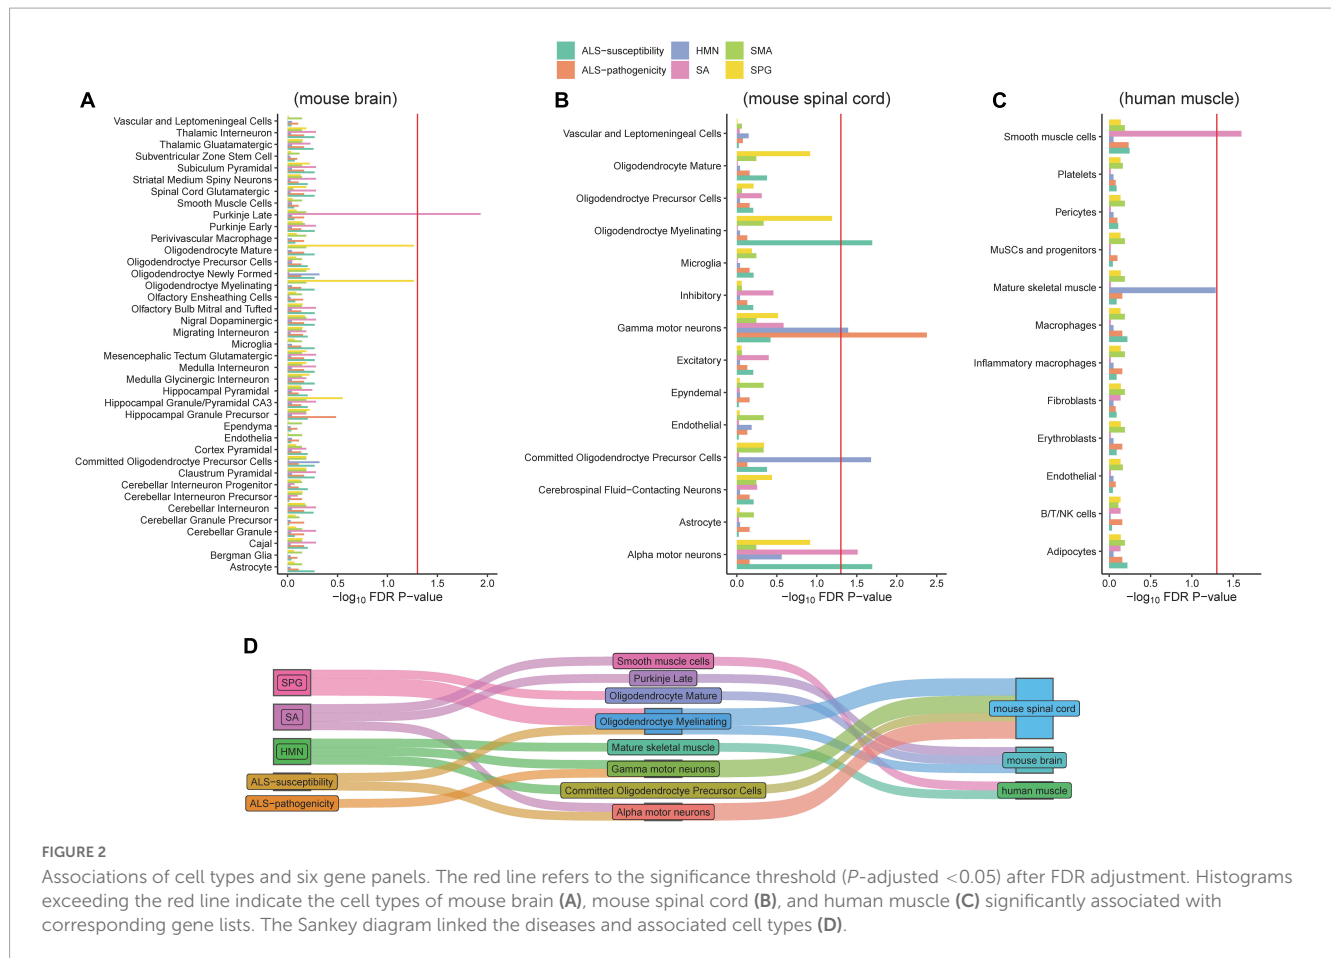 ALS−susceptibility HMN SMA
ALS−pathogenicity SA SPG
A (mouse brain)
Vascular and Leptomeningeal Cells
Thalamic Interneuron
Thalamic Gluatamergic
Subventricular Zone Stem Cell
Subiculum Pyramidal
Striatal Medium Spiny Neurons
Spinal Cord Glutamatergic
Smooth Muscle Cells
Purkinje Late
Purkinje Early
Perivivascular Macrophage
Oligodendrocyte Mature
Oligodendroctye Precursor Cells
Oligodendroctye Newly Formed
Oligodendroctye Myelinating
Olfactory Ensheathing Cells
Olfactory Bulb Mitral and Tufted
Nigral Dopaminergic
Migrating Interneuron
Microglia
Mesencephalic Tectum Glutamatergic
Medulla Interneuron
Medulla Glycinergic Interneuron
Hippocampal Pyramidal
Hippocampal Granule/Pyramidal CA3
Hippocampal Granule Precursor
Ependyma
Endothelia
Cortex Pyramidal
Committed Oligodendroctye Precursor Cells
Claustrum Pyramidal
Cerebellar Interneuron Progenitor
Cerebellar Interneuron Precursor
Cerebellar Interneuron
Cerebellar Granule Precursor
Cerebellar Granule
Cajal
Bergman Glia
Astrocyte
0.0 0.5 1.0 1.5 2.0
−log10 FDR P−value
B (mouse spinal cord)
Vascular and Leptomeningeal Cells
Oligodendrocyte Mature
Oligodendroctye Precursor Cells
Oligodendroctye Myelinating
Microglia
Inhibitory
Gamma motor neurons
Excitatory
Epyndemal
Endothelial
Committed Oligodendroctye Precursor Cells
Cerebrospinal Fluid−Contacting Neurons
Astrocyte
Alpha motor neurons
0.0 0.5 1.0 1.5 2.0 2.5
−log10 FDR P−value
C (human muscle)
Smooth muscle cells
Platelets
Pericytes
MuSCs and progenitors
Mature skeletal muscle
Macrophages
Inflammatory macrophages
Fibroblasts
Erythroblasts
Endothelial
B/T/NK cells
Adipocytes
0.0 0.5 1.0 1.5
−log10 FDR P−value
D
SPG
SA
HMN
ALS−susceptibility
ALS−pathogenicity
Smooth muscle cells
Purkinje Late
Oligodendrocyte Mature
Oligodendroctye Myelinating
Mature skeletal muscle
Gamma motor neurons
Committed Oligodendroctye Precursor Cells
Alpha motor neurons
mouse spinal cord
mouse brain
human muscle
FIGURE 2
Associations of cell types and six gene panels. The red line refers to the significance threshold (P-adjusted <0.05) after FDR adjustment. Histograms
exceeding the red line indicate the cell types of mouse brain (A), mouse spinal cord (B), and human muscle (C) significantly associated with
corresponding gene lists. The Sankey diagram linked the diseases and associated cell types (D).